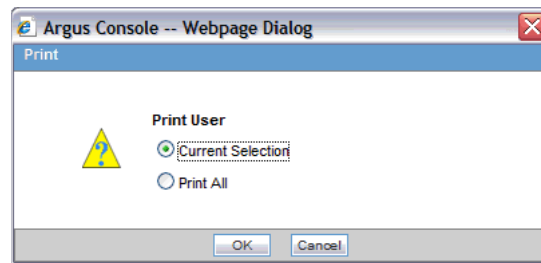 Argus Console -- Webpage Dialog
Print
Print User
Current Selection
Print All
OK Cancel